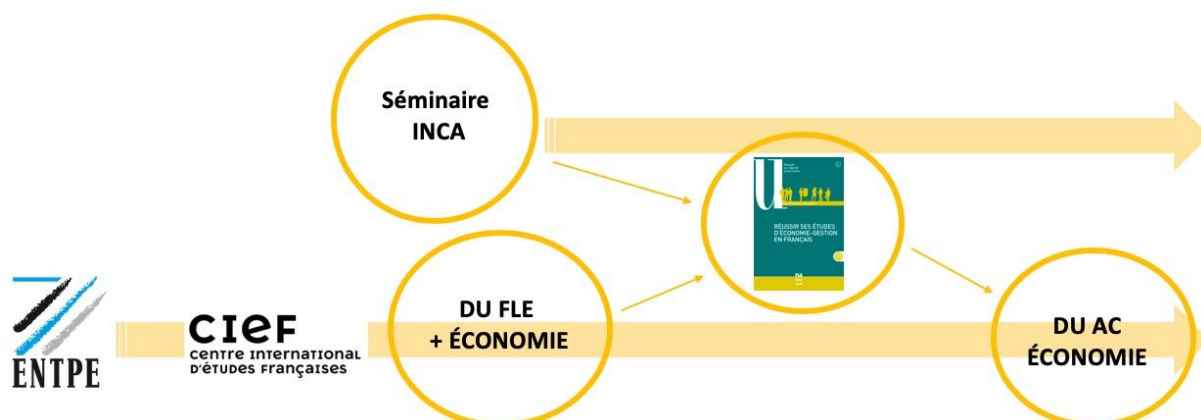 Séminaire
INCA
U
RÉUSSIR SES ÉTUDES
D'ÉCONOMIE-GESTION
EN FRANÇAIS
FLE
DU FLE
+ ÉCONOMIE
ENTPE
CIEF
CENTRE INTERNATIONAL
D'ÉTUDES FRANÇAISES
DU AC
ÉCONOMIE